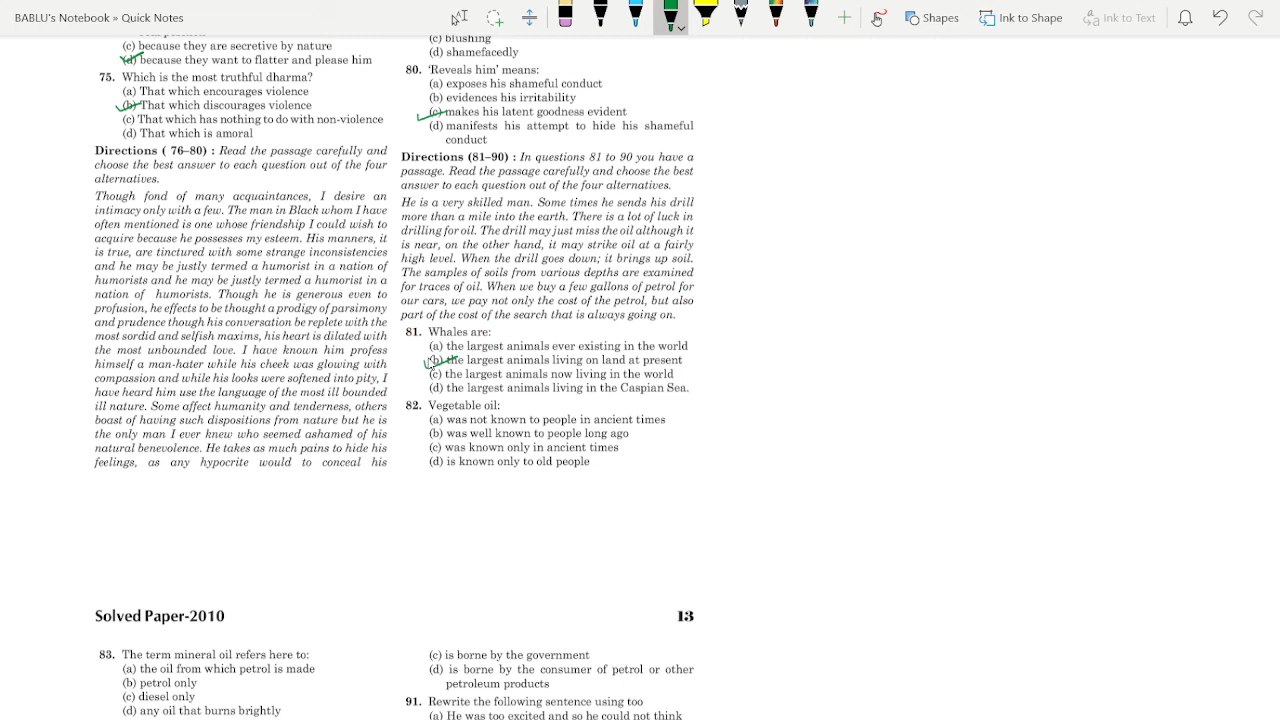 BABLU's Notebook » Quick Notes
Shapes
Ink to Shape
Ink to Text
(c) because they are secretive by nature
(d) because they want to flatter and please him
75. Which is the most truthful dharma?
(a) That which encourages violence
(b) That which discourages violence
(c) That which has nothing to do with non-violence
(d) That which is amoral
Directions ( 76–80) : Read the passage carefully and
choose the best answer to each question out of the four
alternatives.
Though fond of many acquaintances, I desire an
intimacy only with a few. The man in Black whom I have
often mentioned is one whose friendship I could wish to
acquire because he possesses my esteem. His manners, it
is true, are tinctured with some strange inconsistencies
and he may be justly termed a humorist in a nation of
humorists and he may be justly termed a humorist in a
nation of humorists. Though he is generous even to
profusion, he effects to be thought a prodigy of parsimony
and prudence though his conversation be replete with the
most sordid and selfish maxims, his heart is dilated with
the most unbounded love. I have known him profess
himself a man-hater while his cheek was glowing with
compassion and while his looks were softened into pity, I
have heard him use the language of the most ill bounded
ill nature. Some affect humanity and tenderness, others
boast of having such dispositions from nature but he is
the only man I ever knew who seemed ashamed of his
natural benevolence. He takes as much pains to hide his
feelings, as any hypocrite would to conceal his
(c) blushing
(d) shamefacedly
80. 'Reveals him' means:
(a) exposes his shameful conduct
(b) evidences his irritability
(c) makes his latent goodness evident
(d) manifests his attempt to hide his shameful
conduct
Directions (81–90) : In questions 81 to 90 you have a
passage. Read the passage carefully and choose the best
answer to each question out of the four alternatives.
He is a very skilled man. Some times he sends his drill
more than a mile into the earth. There is a lot of luck in
drilling for oil. The drill may just miss the oil although it
is near, on the other hand, it may strike oil at a fairly
high level. When the drill goes down; it brings up soil.
The samples of soils from various depths are examined
for traces of oil. When we buy a few gallons of petrol for
our cars, we pay not only the cost of the petrol, but also
part of the cost of the search that is always going on.
81. Whales are:
(a) the largest animals ever existing in the world
(b) the largest animals living on land at present
(c) the largest animals now living in the world
(d) the largest animals living in the Caspian Sea.
82. Vegetable oil:
(a) was not known to people in ancient times
(b) was well known to people long ago
(c) was known only in ancient times
(d) is known only to old people
Solved Paper-2010
13
83. The term mineral oil refers here to:
(a) the oil from which petrol is made
(b) petrol only
(c) diesel only
(d) any oil that burns brightly
(c) is borne by the government
(d) is borne by the consumer of petrol or other
petroleum products
91. Rewrite the following sentence using too
(a) He was too excited and so he could not think